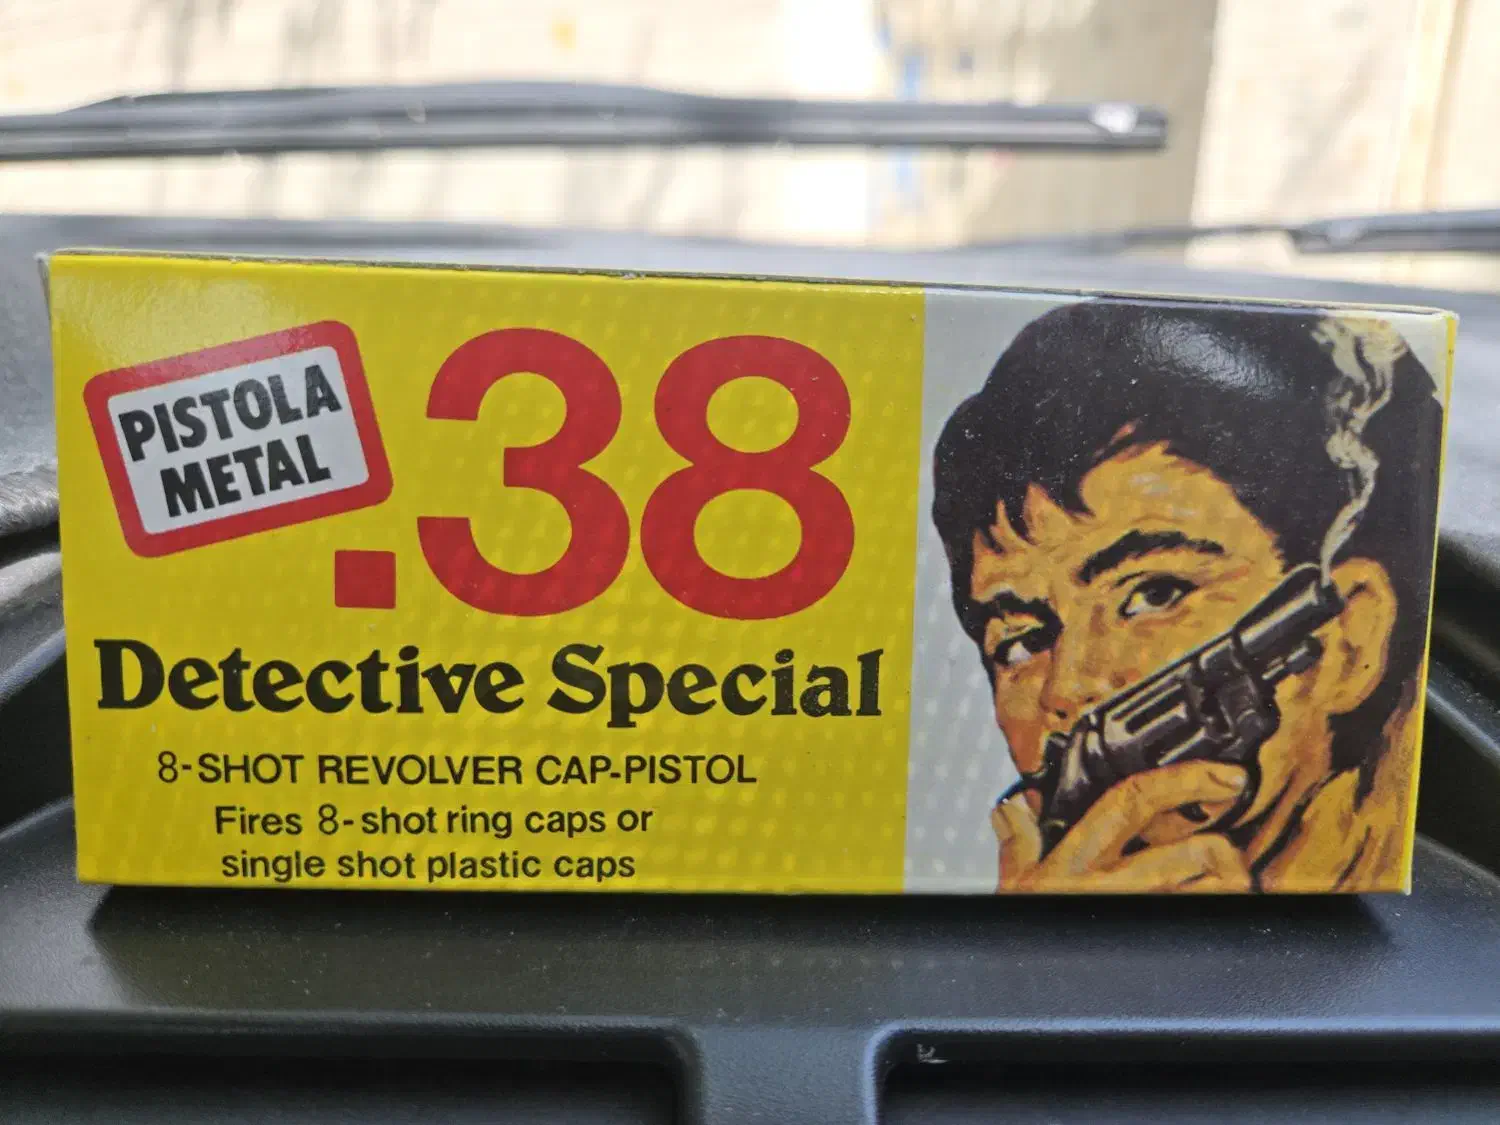 PISTOLA
METAL
.38
Detective Special
8-SHOT REVOLVER CAP-PISTOL
Fires 8-shot ring caps or
single shot plastic caps